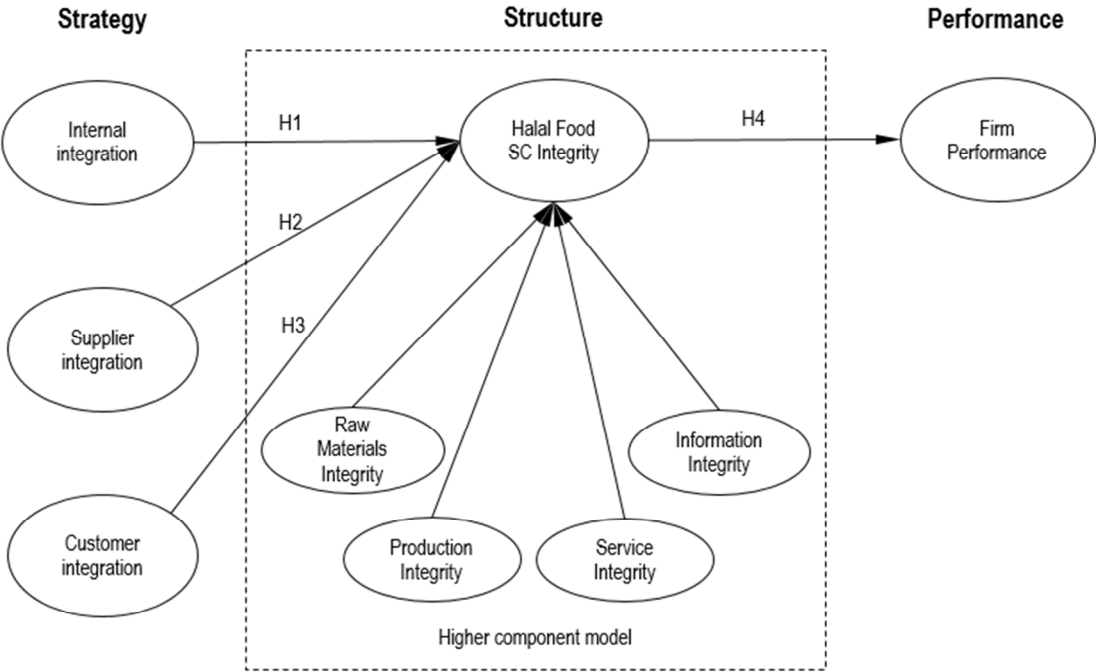 Strategy
Structure
Performance
Internal
integration
H1
Halal Food
SC Integrity
H4
Firm
Performance
H2
Supplier
integration
H3
Raw
Materials
Integrity
Information
Integrity
Customer
integration
Production
Integrity
Service
Integrity
Higher component model